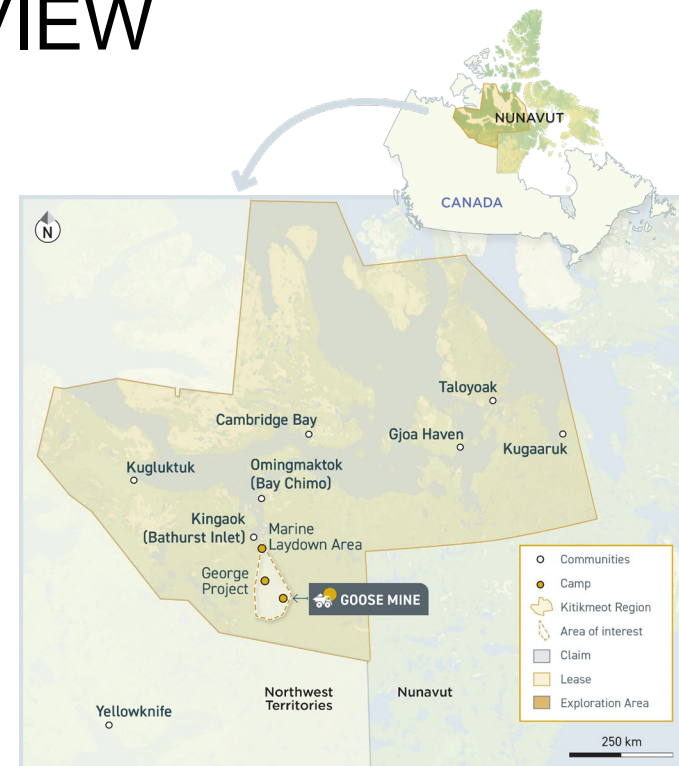 VIEW
NUNAVUT
CANADA
N
Taloyoak
Cambridge Bay
Gjoa Haven
Kugaaruk
Kugluktuk
Omingmaktok
(Bay Chimo)
Kingaok
(Bathurst Inlet)
Marine
Laydown Area
George
Project
GOOSE MINE
Communities
Camp
Kitikmeot Region
Area of interest
Claim
Lease
Exploration Area
Northwest
Territories
Nunavut
Yellowknife
250 km